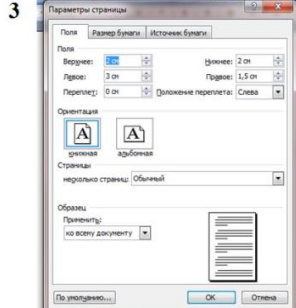 3
Параметры страницы
Поля Размер бумаги Источник бумаги
Поля
Верхнее: 2 см Нижнее: 2 см
Левое: 3 см Правое: 1,5 см
Переплет: 0 см Положение переплета: Слева
Ориентация
A A
книжная альбомная
Страницы
несколько страниц: Обычный
Образец
Применить:
ко всему документу
По умолчанию... ОК Отмена